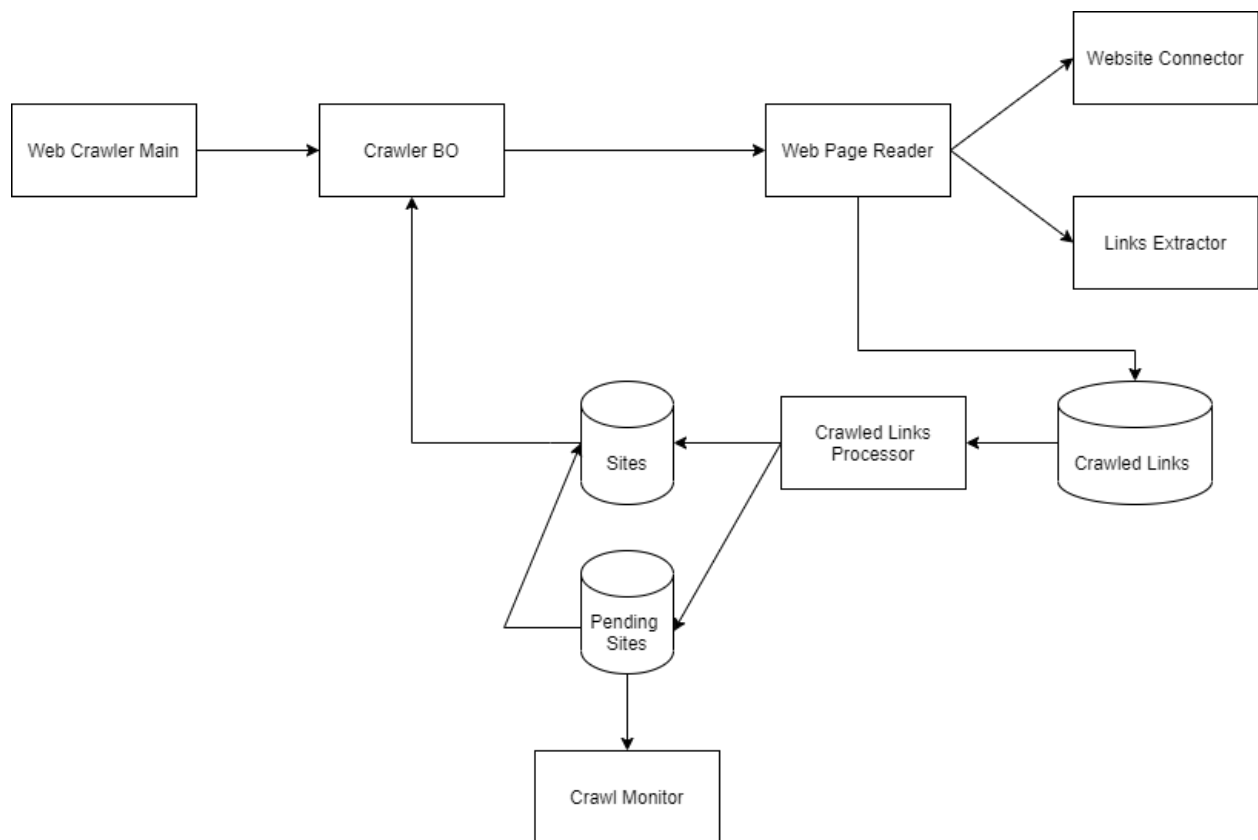 Website Connector
Web Crawler Main
Crawler BO
Web Page Reader
Links Extractor
Crawled Links
Processor
Sites
Crawled Links
Pending
Sites
Crawl Monitor